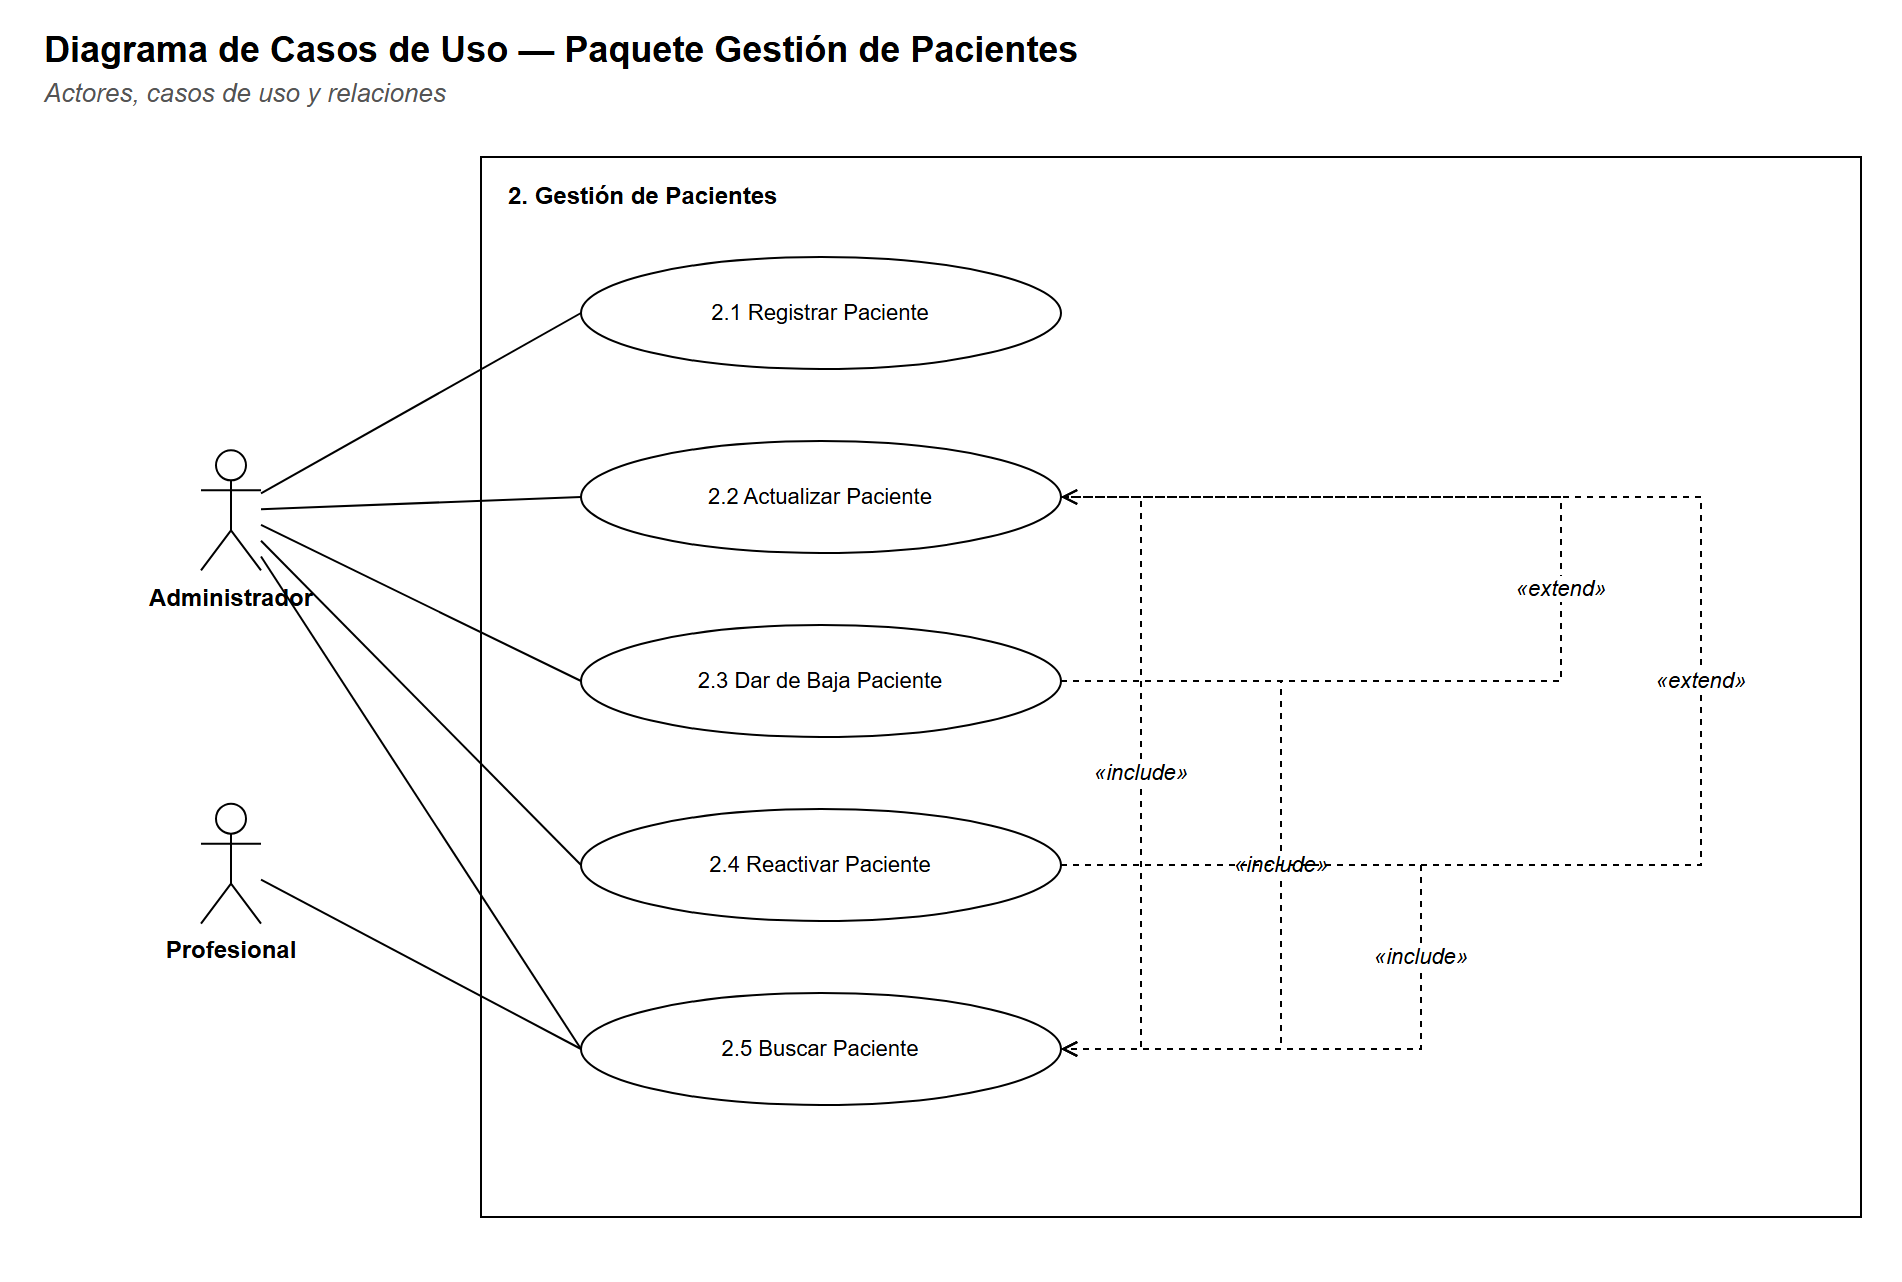 Diagrama de Casos de Uso — Paquete Gestión de Pacientes
Actores, casos de uso y relaciones
2. Gestión de Pacientes
2.1 Registrar Paciente
2.2 Actualizar Paciente
«extend»
Administrador
2.3 Dar de Baja Paciente
«extend»
«include»
2.4 Reactivar Paciente
«include»
Profesional
«include»
2.5 Buscar Paciente